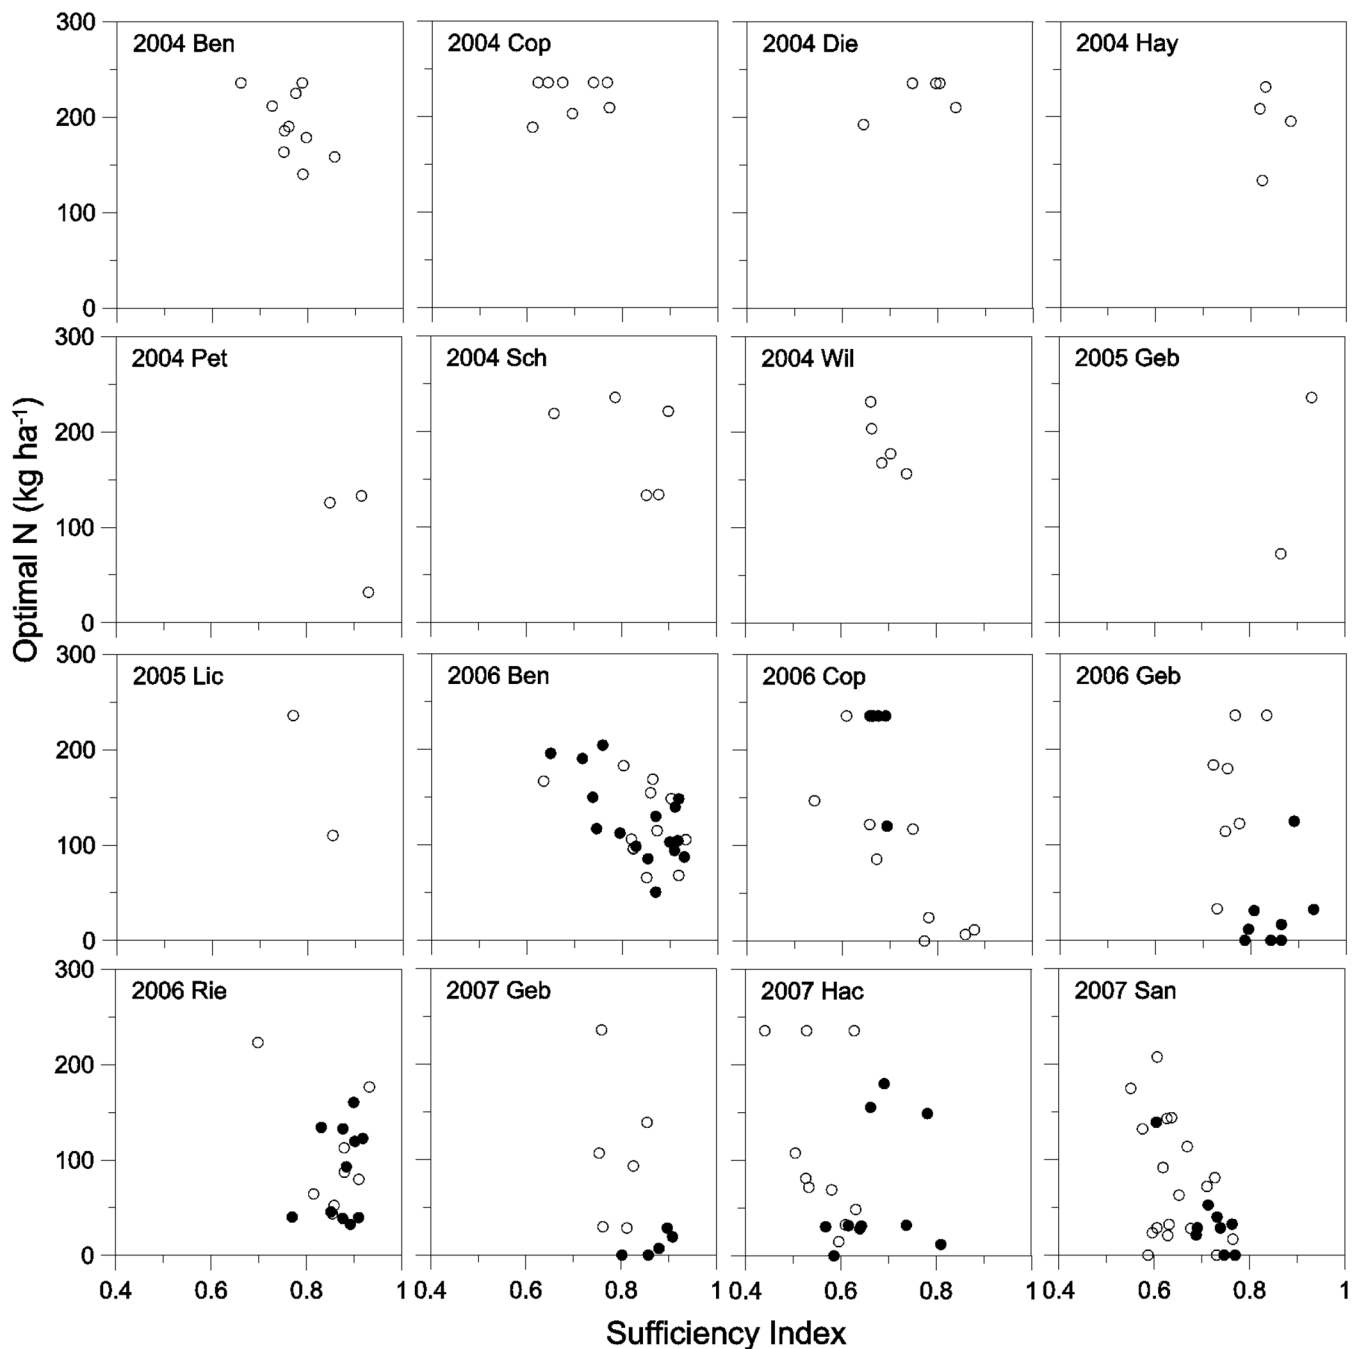 300
2004 Ben
2004 Cop
2004 Die
2004 Hay
200
100
0
300
2004 Pet
2004 Sch
2004 Wil
2005 Geb
200
100
0
Optimal N (kg ha⁻¹)
300
2005 Lic
2006 Ben
2006 Cop
2006 Geb
200
100
0
300
2006 Rie
2007 Geb
2007 Hac
2007 San
200
100
0
0.4 0.6 0.8 1 0.4 0.6 0.8 1 0.4 0.6 0.8 1 0.4 0.6 0.8 1
Sufficiency Index